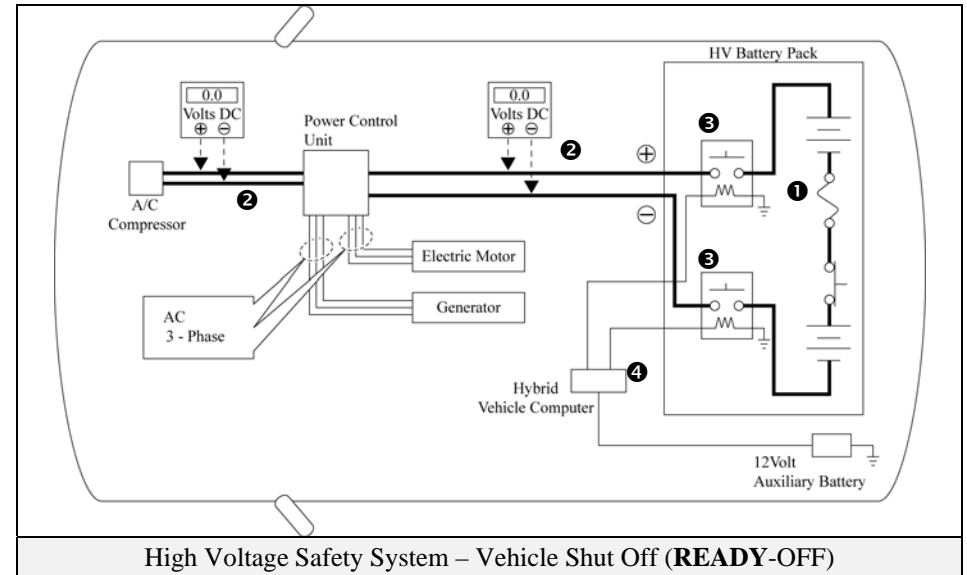 HV Battery Pack
0.0
Volts DC
⊕ ⊖
0.0
Volts DC
⊕ ⊖
Power Control
Unit
❸
❷
⊕
❶
A/C
Compressor
❷
⊖
Electric Motor
❸
Generator
AC
3 - Phase
❹
Hybrid
Vehicle Computer
12Volt
Auxiliary Battery
High Voltage Safety System – Vehicle Shut Off (READY-OFF)